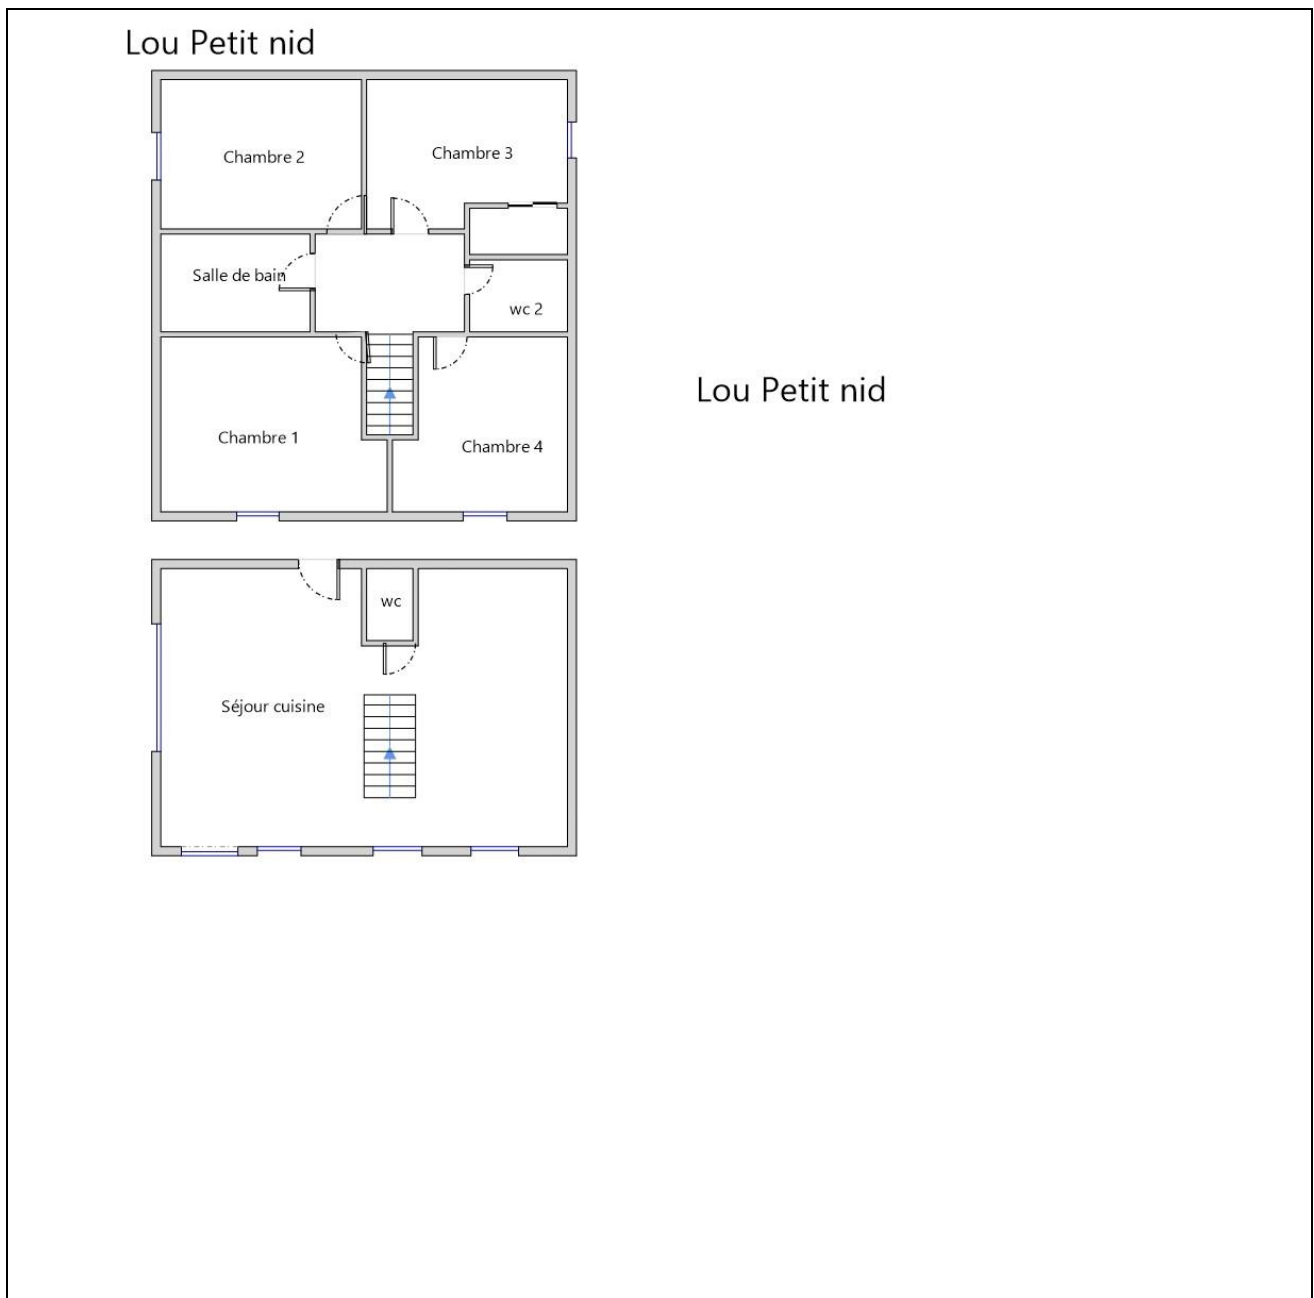 Lou Petit nid
Chambre 2
Chambre 3
Salle de bain
wc 2
Lou Petit nid
Chambre 1
Chambre 4
wc
Séjour cuisine